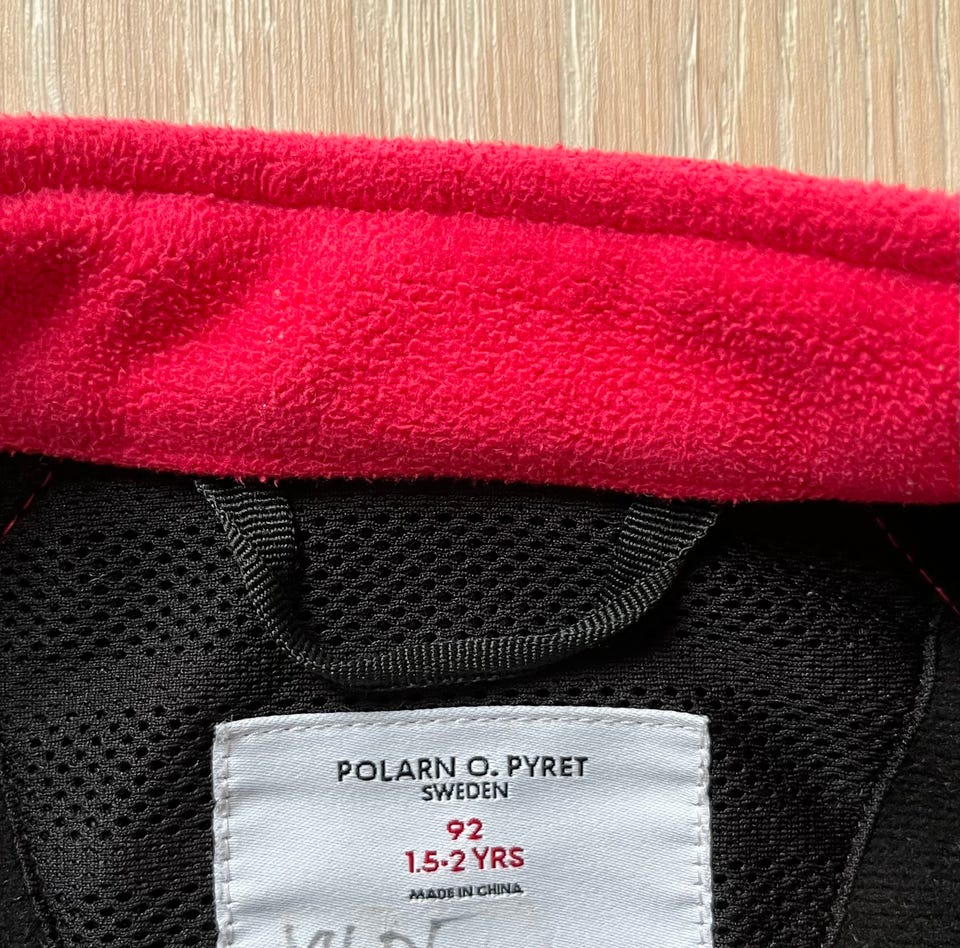 POLARN O. PYRET
SWEDEN
92
1.5-2 YRS
MADE IN CHINA